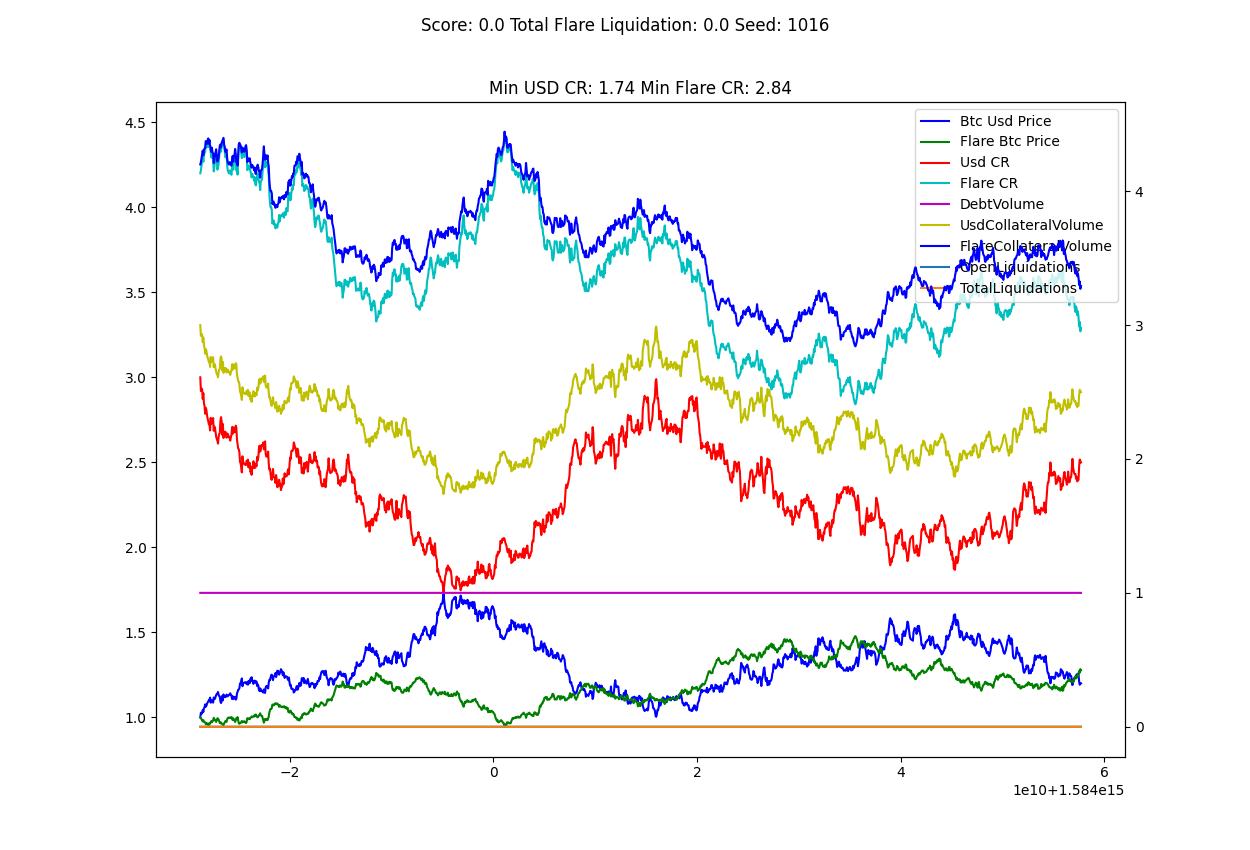 Score: 0.0 Total Flare Liquidation: 0.0 Seed: 1016
Min USD CR: 1.74 Min Flare CR: 2.84
Btc Usd Price
Flare Btc Price
Usd CR
Flare CR
DebtVolume
UsdCollateralVolume
FlareCollateralVolume
OpenLiquidations
TotalLiquidations
4.5
4.0
3.5
3.0
2.5
2.0
1.5
1.0
4
3
2
1
0
−2
0
2
4
6
1e10+1.584e15